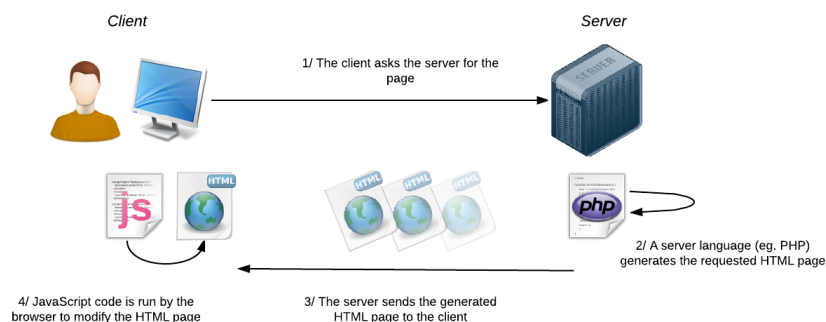 Client
Server
1/ The client asks the server for the
page
SERVER
js
HTML
HTML
HTML
HTML
php
2/ A server language (eg. PHP)
generates the requested HTML page
4/ JavaScript code is run by the
browser to modify the HTML page
3/ The server sends the generated
HTML page to the client